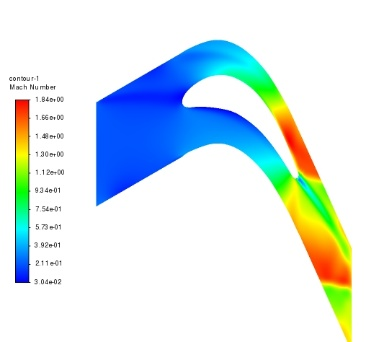 contour-1
Mach Number
1.84e+00
1.66e+00
1.48e+00
1.30e+00
1.12e+00
9.34e-01
7.54e-01
5.73e-01
3.92e-01
2.11e-01
3.04e-02